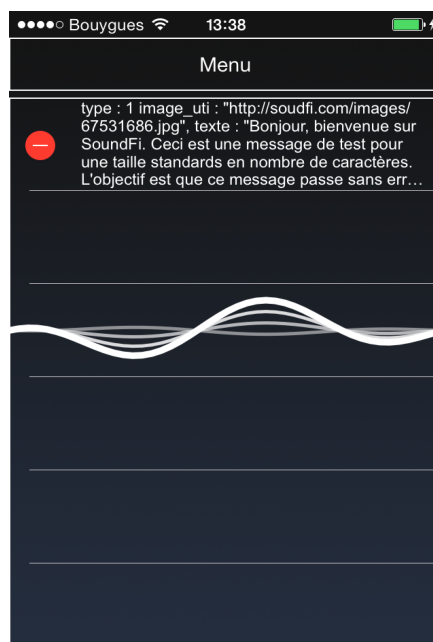 Bouygues 13:38
Menu
type : 1 image_uti : "http://soudfi.com/images/
67531686.jpg", texte : "Bonjour, bienvenue sur
SoundFi. Ceci est une message de test pour
une taille standards en nombre de caractères.
L'objectif est que ce message passe sans err…